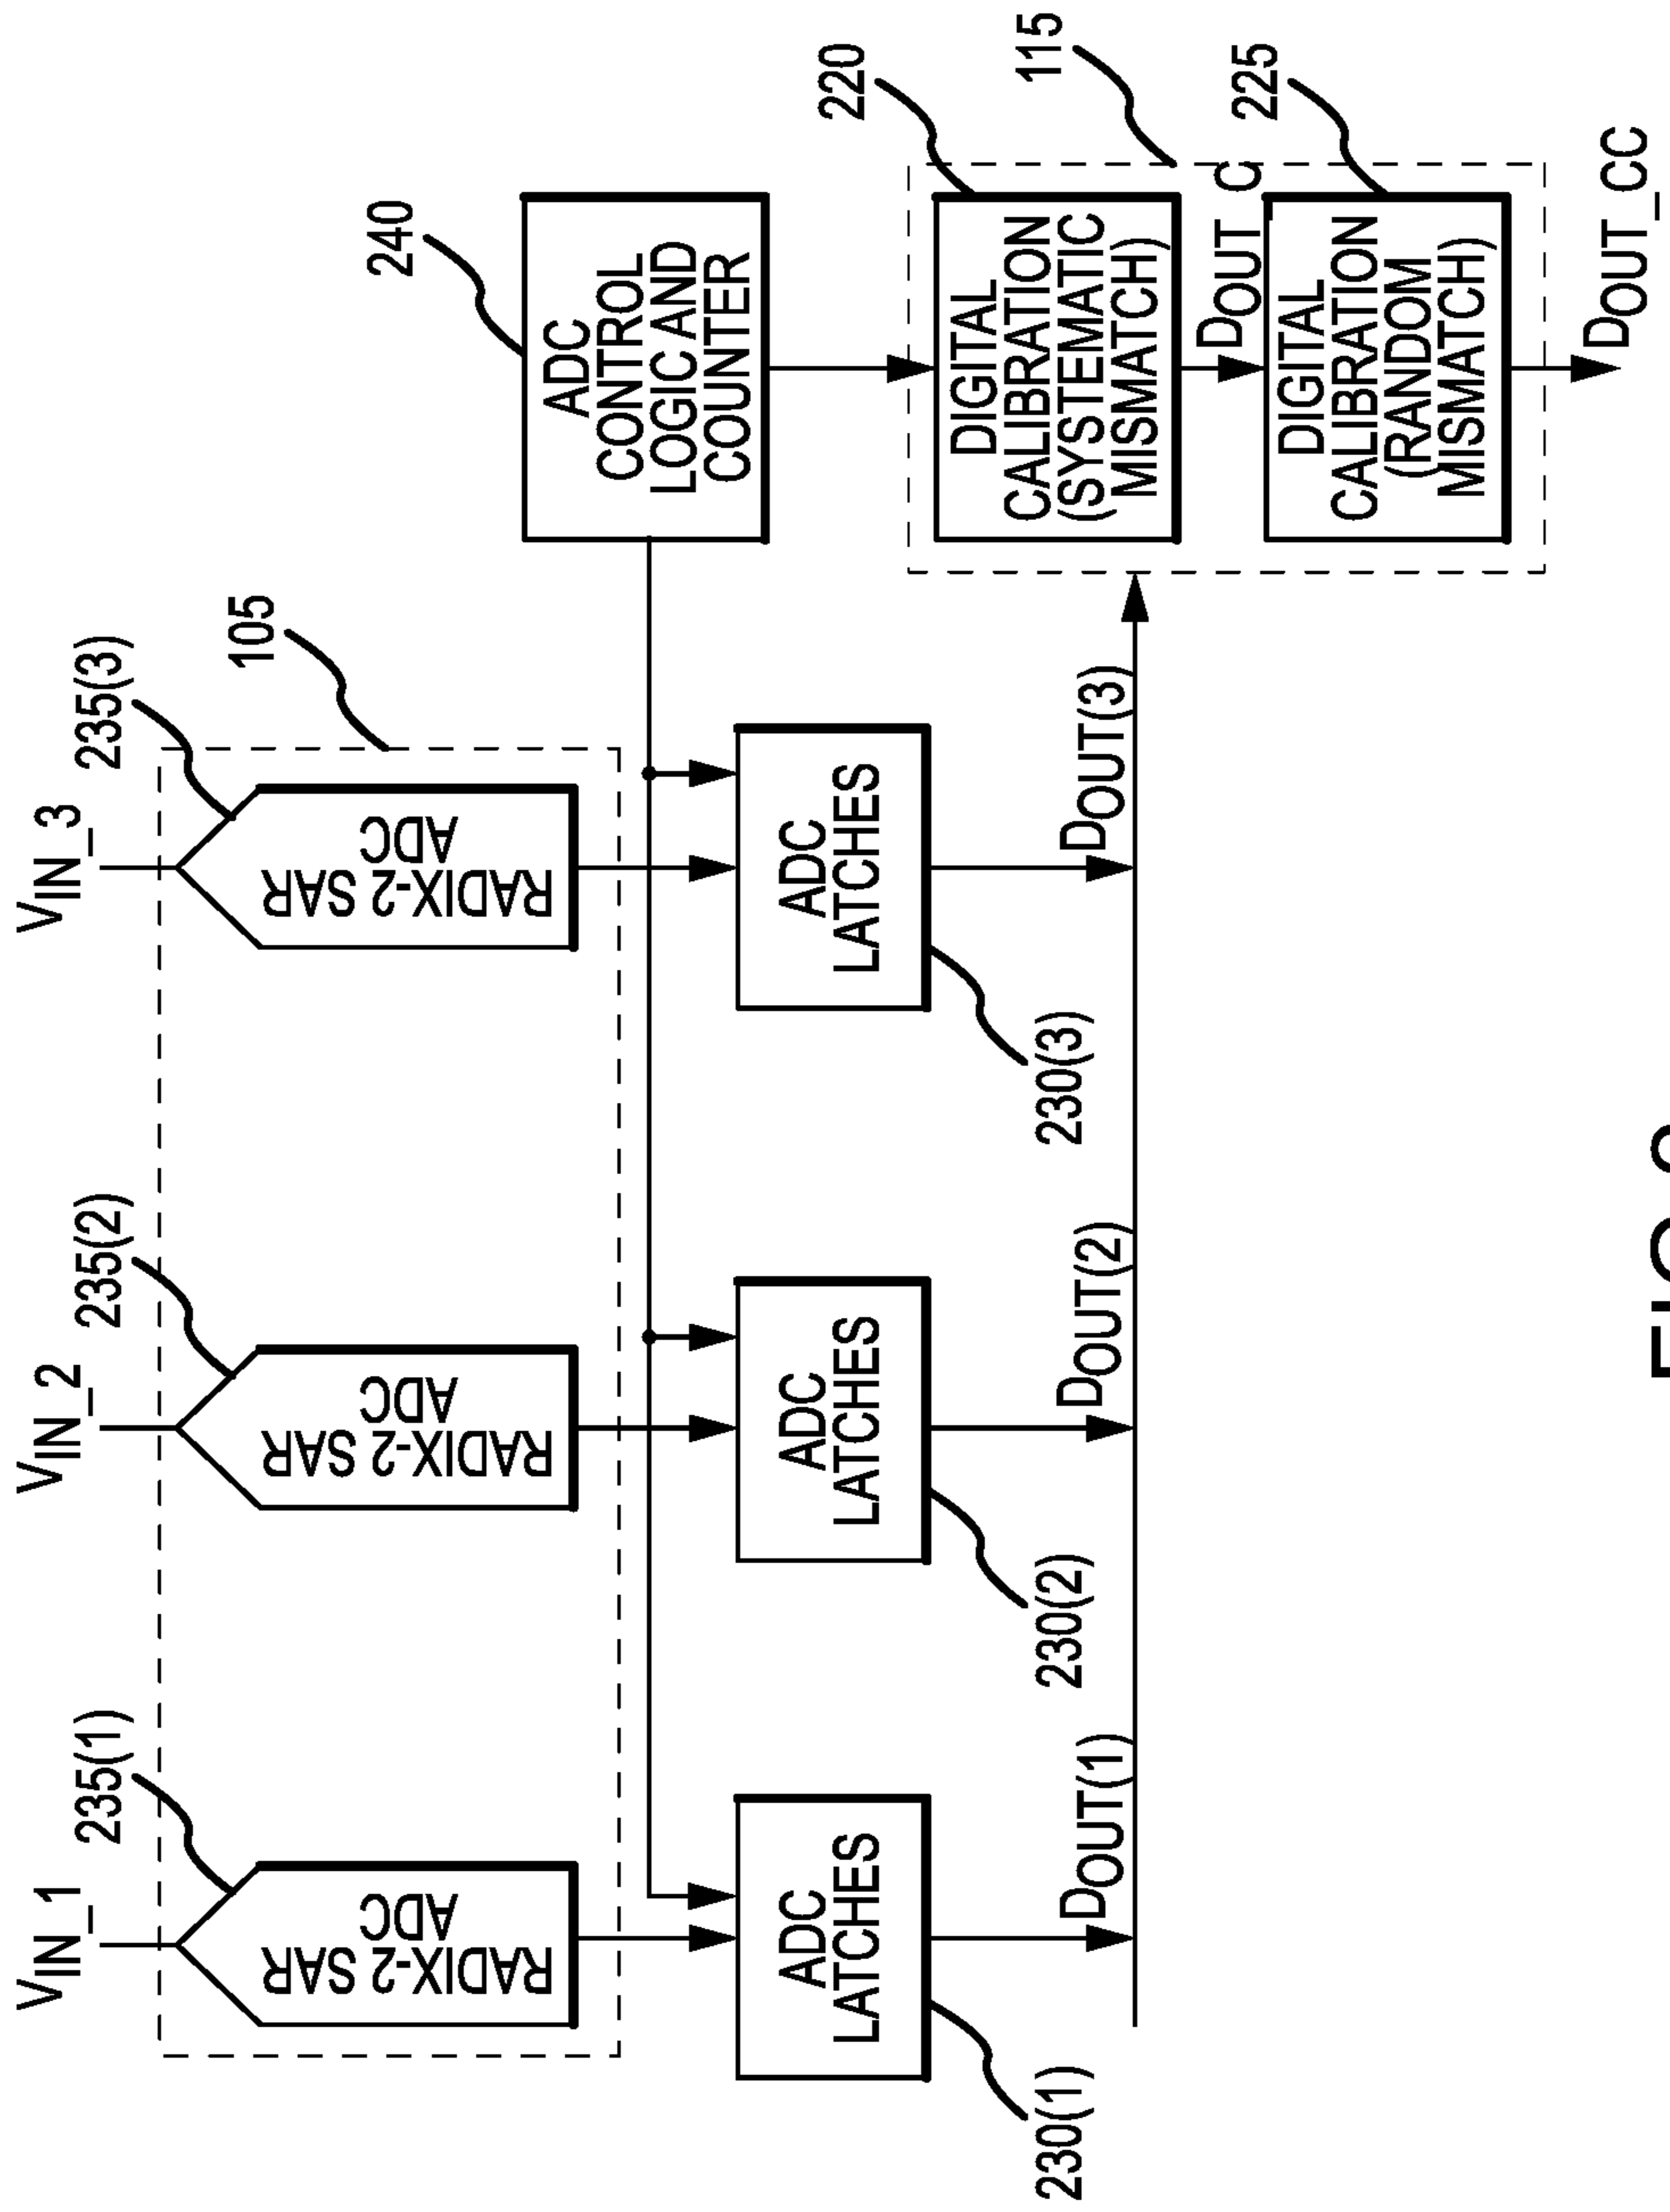 VIN_1
VIN_2
VIN_3
235(1)
235(2)
235(3)
105
240
RADIX-2 SAR
ADC
RADIX-2 SAR
ADC
RADIX-2 SAR
ADC
ADC
CONTROL
LOGIC AND
COUNTER
ADC
LATCHES
ADC
LATCHES
ADC
LATCHES
220
115
230(1)
230(2)
230(3)
DOUT(1)
DOUT(2)
DOUT(3)
DIGITAL
CALIBRATION
(SYSTEMATIC
MISMATCH)
DOUT_C
225
DIGITAL
CALIBRATION
(RANDOM
MISMATCH)
DOUT_CC